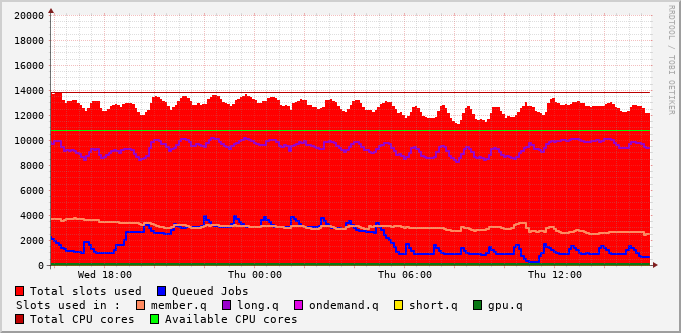 20000
18000
16000
14000
12000
10000
8000
6000
4000
2000
0
Wed 18:00 Thu 00:00 Thu 06:00 Thu 12:00
RRDTOOL / TOBI OETIKER
Total slots used Queued Jobs
Slots used in : member.q long.q ondemand.q short.q gpu.q
Total CPU cores Available CPU cores